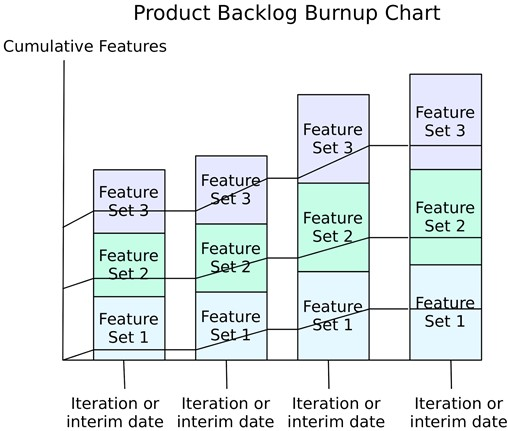 Product Backlog Burnup Chart
Cumulative Features
Feature
Set 3
Feature
Set 2
Feature
Set 1
Feature
Set 3
Feature
Set 2
Feature
Set 1
Feature
Set 3
Feature
Set 2
Feature
Set 1
Feature
Set 3
Feature
Set 2
Feature
Set 1
Iteration or
interim date
Iteration or
interim date
Iteration or
interim date
Iteration or
interim date